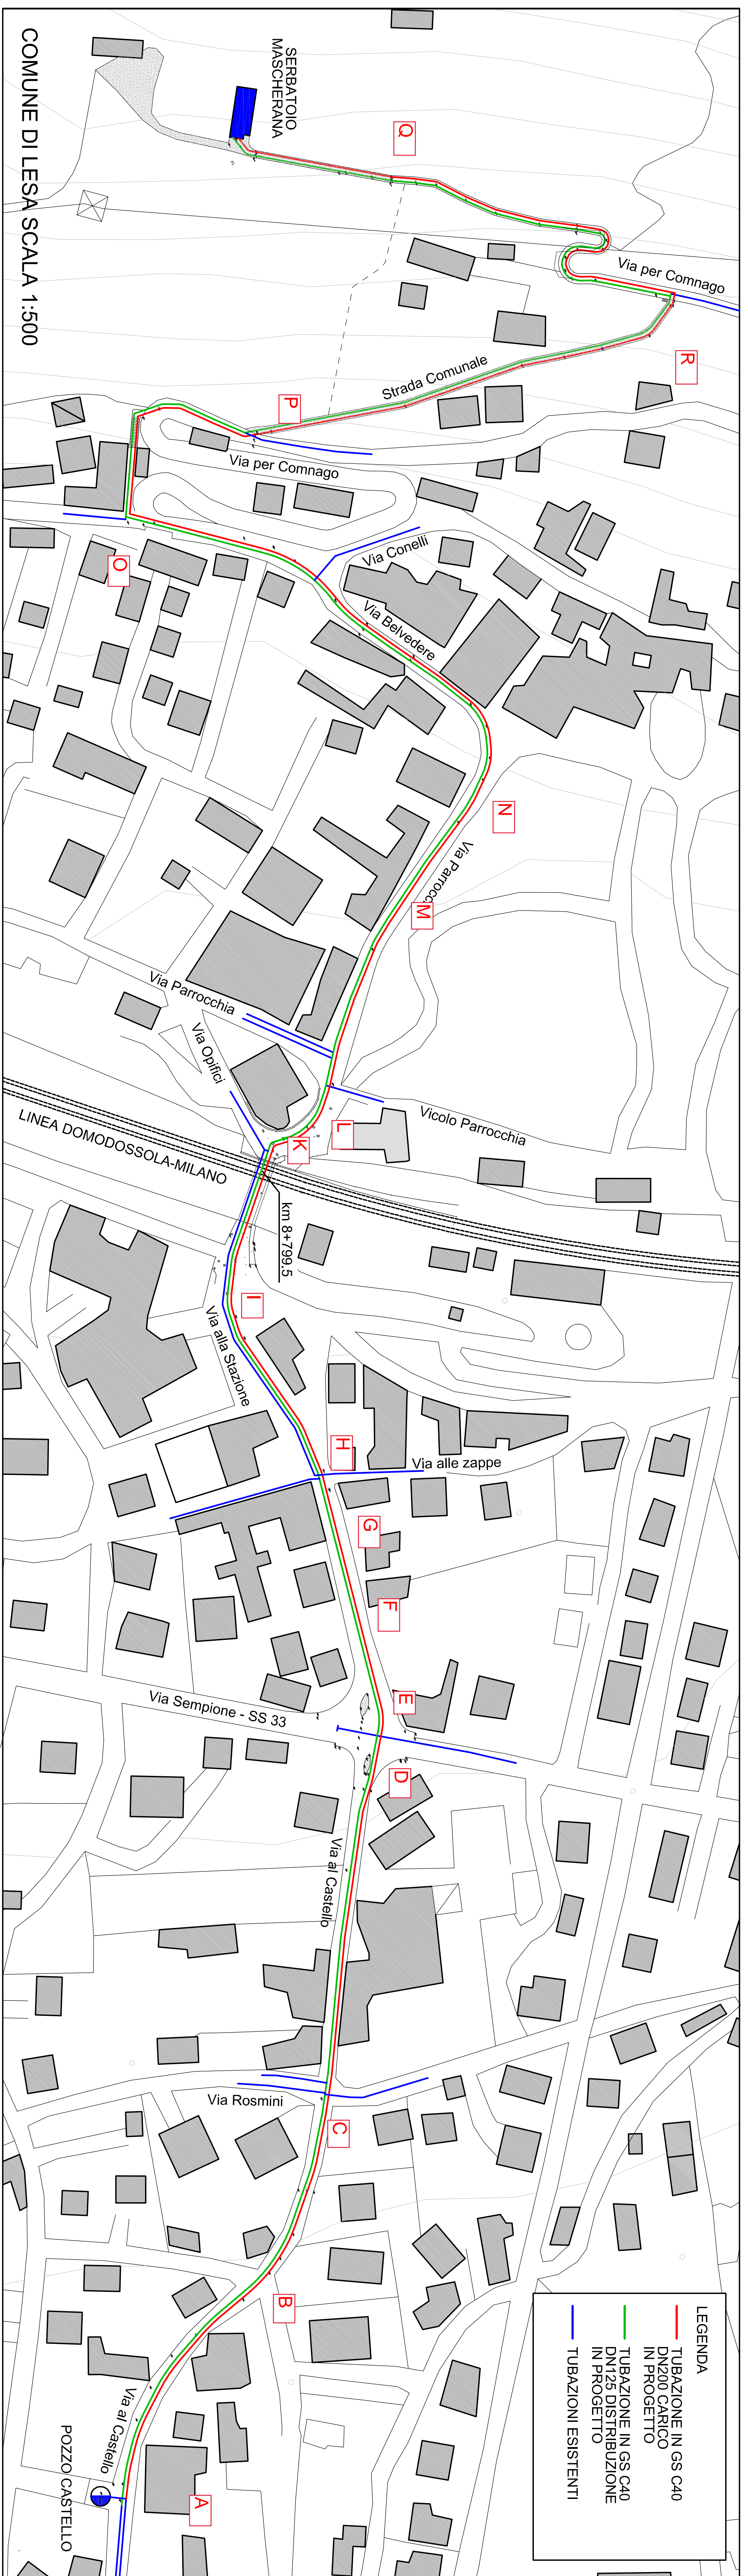 COMUNE DI LESA SCALA 1:500
SERBATOIO
MASCHERANA
Q
Via per Comnago
R
Strada Comunale
P
Via per Comnago
O
Via Conelli
Via Belvedere
N
Via Parrocc
M
Via Parrocchia
Via Opifici
Vicolo Parrocchia
L
K
LINEA DOMODOSSOLA-MILANO
km 8+799.5
I
Via alla Stazione
H
Via alle zappe
G
F
E
Via Sempione - SS 33
D
Via al Castello
Via Rosmini
C
B
Via al Castello
A
POZZO CASTELLO
LEGENDA
TUBAZIONE IN GS C40
DN200 CARICO
IN PROGETTO
TUBAZIONE IN GS C40
DN125 DISTRIBUZIONE
IN PROGETTO
TUBAZIONI ESISTENTI